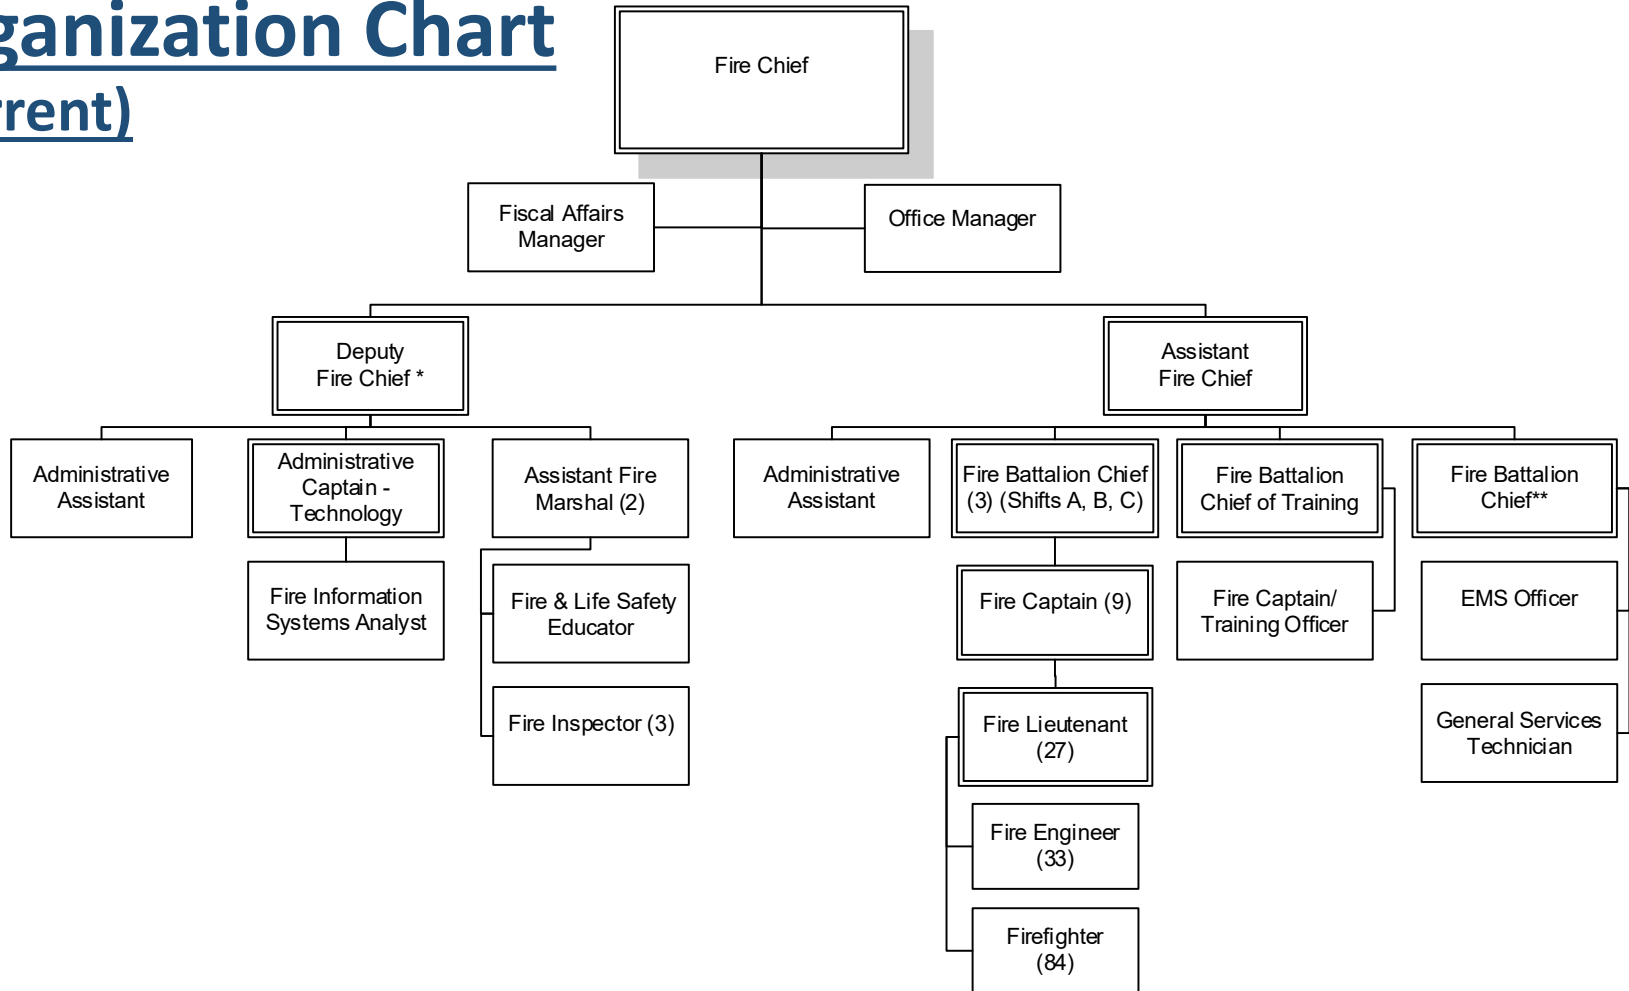 ganization Chart
rrent)
Fire Chief
Fiscal Affairs
Manager
Office Manager
Deputy
Fire Chief *
Assistant
Fire Chief
Administrative
Assistant
Administrative
Captain -
Technology
Assistant Fire
Marshal (2)
Administrative
Assistant
Fire Battalion Chief
(3) (Shifts A, B, C)
Fire Battalion
Chief of Training
Fire Battalion
Chief**
Fire Information
Systems Analyst
Fire & Life Safety
Educator
Fire Captain (9)
Fire Captain/
Training Officer
EMS Officer
Fire Inspector (3)
Fire Lieutenant
(27)
General Services
Technician
Fire Engineer
(33)
Firefighter
(84)